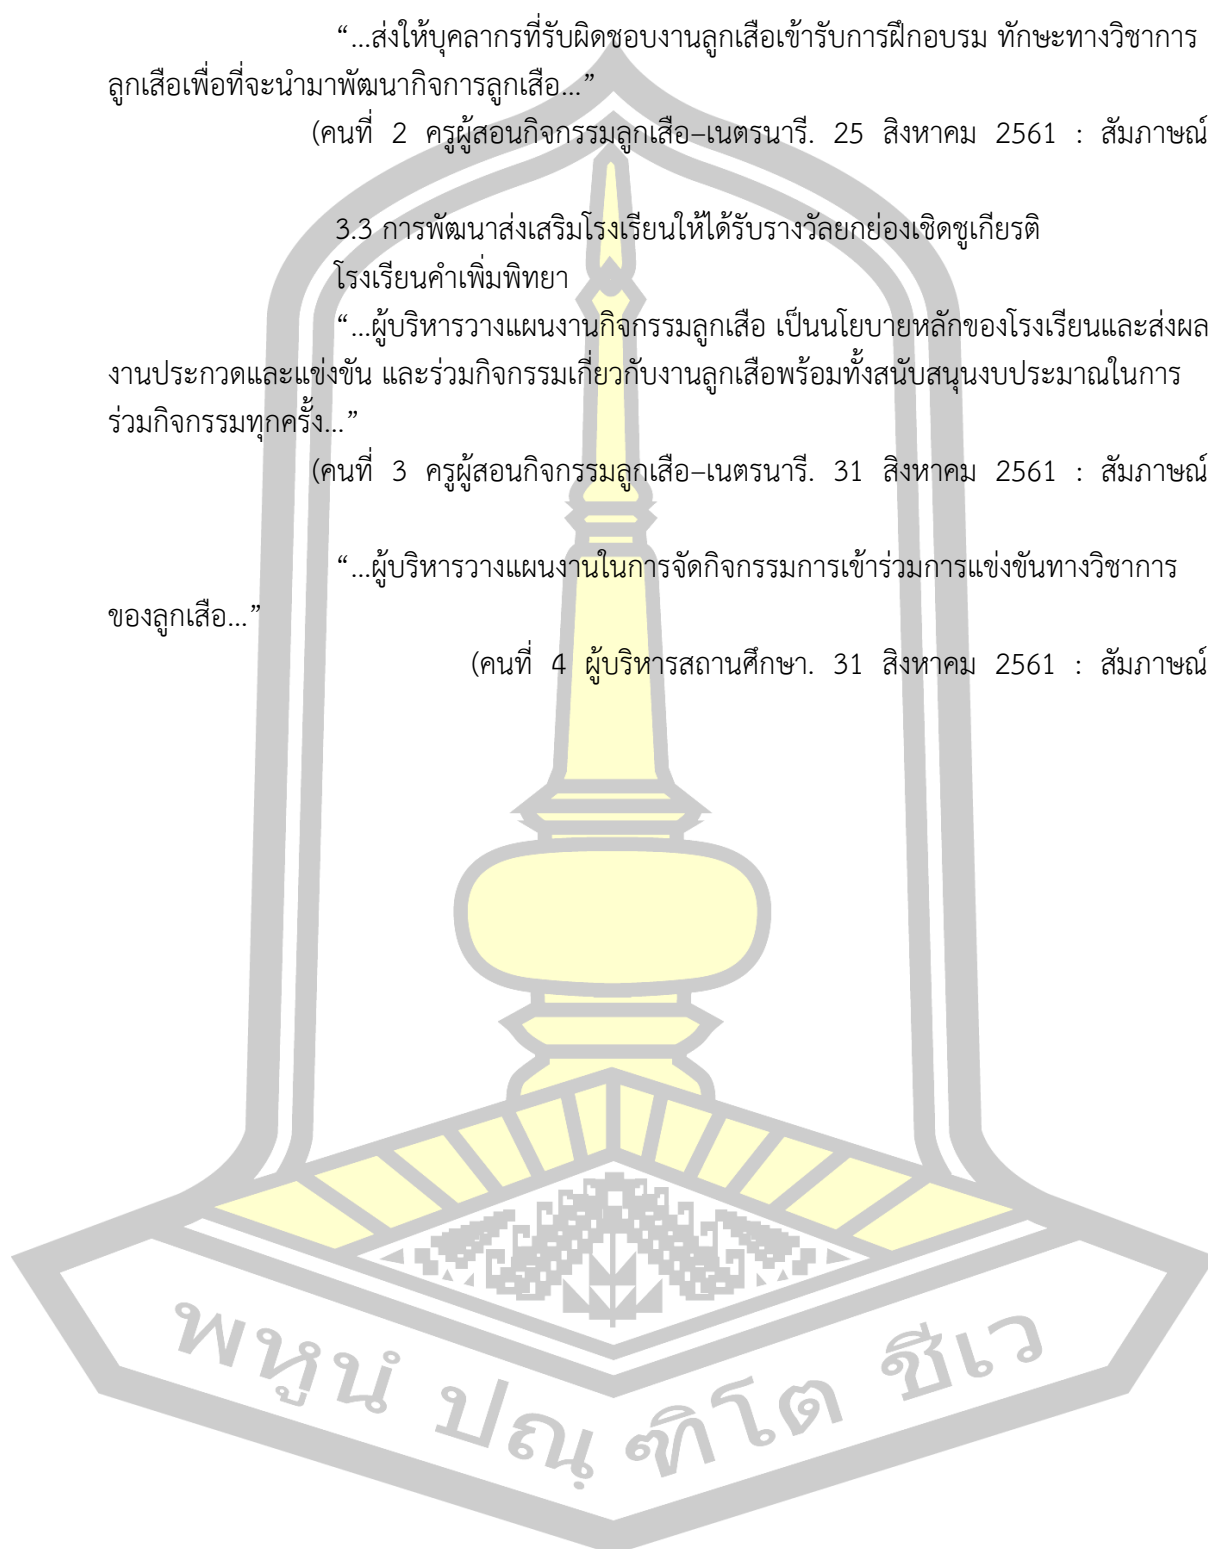 “...ส่งให้บุคลากรที่รับผิดชอบงานลูกเสือเข้ารับการฝึกอบรม ทักษะทางวิชาการ
ลูกเสือเพื่อที่จะนำมาพัฒนากิจการลูกเสือ...”
(คนที่ 2 ครูผู้สอนกิจกรรมลูกเสือ–เนตรนารี. 25 สิงหาคม 2561 : สัมภาษณ์
3.3 การพัฒนาส่งเสริมโรงเรียนให้ได้รับรางวัลยกย่องเชิดชูเกียรติ
โรงเรียนคำเพิ่มพิทยา
“...ผู้บริหารวางแผนงานกิจกรรมลูกเสือ เป็นนโยบายหลักของโรงเรียนและส่งผล
งานประกวดและแข่งขัน และร่วมกิจกรรมเกี่ยวกับงานลูกเสือพร้อมทั้งสนับสนุนงบประมาณในการ
ร่วมกิจกรรมทุกครั้ง...”
(คนที่ 3 ครูผู้สอนกิจกรรมลูกเสือ–เนตรนารี. 31 สิงหาคม 2561 : สัมภาษณ์
“...ผู้บริหารวางแผนงานในการจัดกิจกรรมการเข้าร่วมการแข่งขันทางวิชาการ
ของลูกเสือ...”
(คนที่ 4 ผู้บริหารสถานศึกษา. 31 สิงหาคม 2561 : สัมภาษณ์
พหูนํ ปณฺฑิโต ชีเว